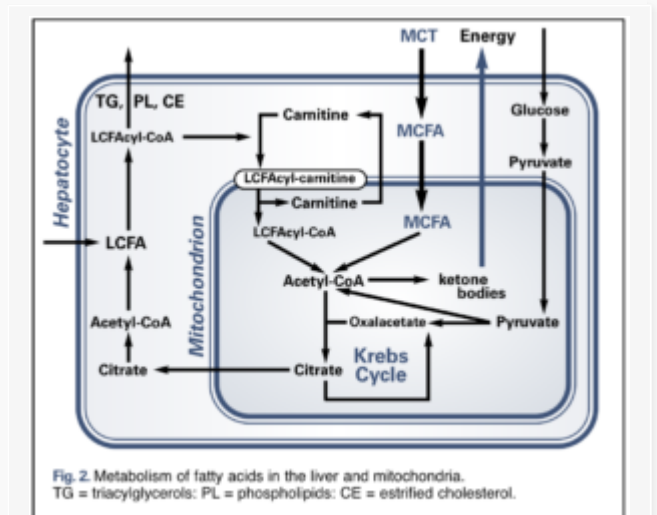 MCT Energy
TG, PL, CE
Carnitine
Glucose
LCFAcyl-CoA
MCFA
Pyruvate
Hepatocyte
LCFAcyl-carnitine
Carnitine
Mitochondrion
LCFAcyl-CoA
MCFA
LCFA
Acetyl-CoA
ketone
bodies
Acetyl-CoA
Oxalacetate
Pyruvate
Citrate
Citrate
Krebs
Cycle
Fig. 2. Metabolism of fatty acids in the liver and mitochondria.
TG = triacylglycerols: PL = phospholipids: CE = estrified cholesterol.